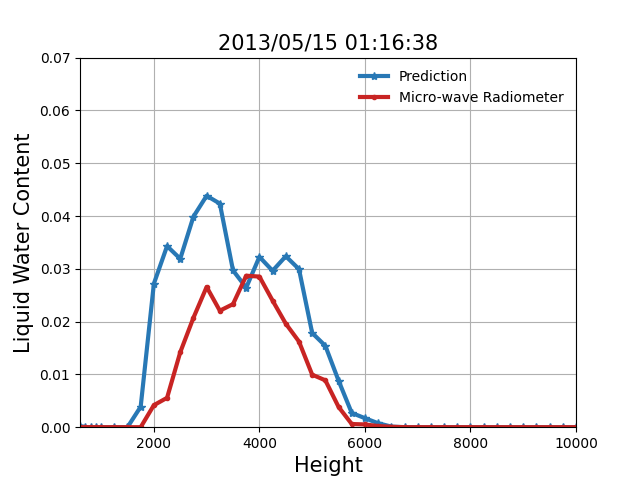 2013/05/15 01:16:38
0.07
0.06
0.05
0.04
0.03
0.02
0.01
0.00
Liquid Water Content
Prediction
Micro-wave Radiometer
2000 4000 6000 8000 10000
Height